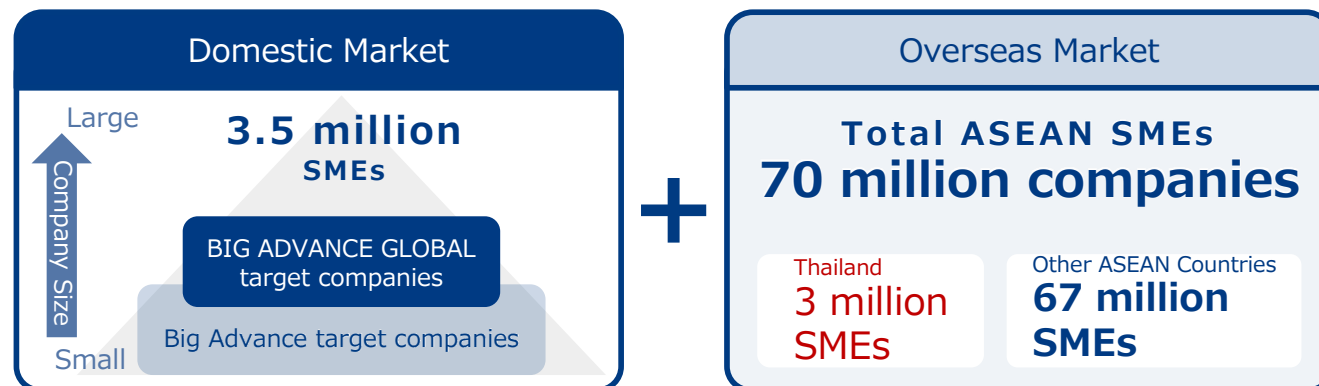 Domestic Market
Large
Company Size
Small
3.5 million
SMEs
BIG ADVANCE GLOBAL
target companies
Big Advance target companies
+
Overseas Market
Total ASEAN SMEs
70 million companies
Thailand
3 million
SMEs
Other ASEAN Countries
67 million
SMEs